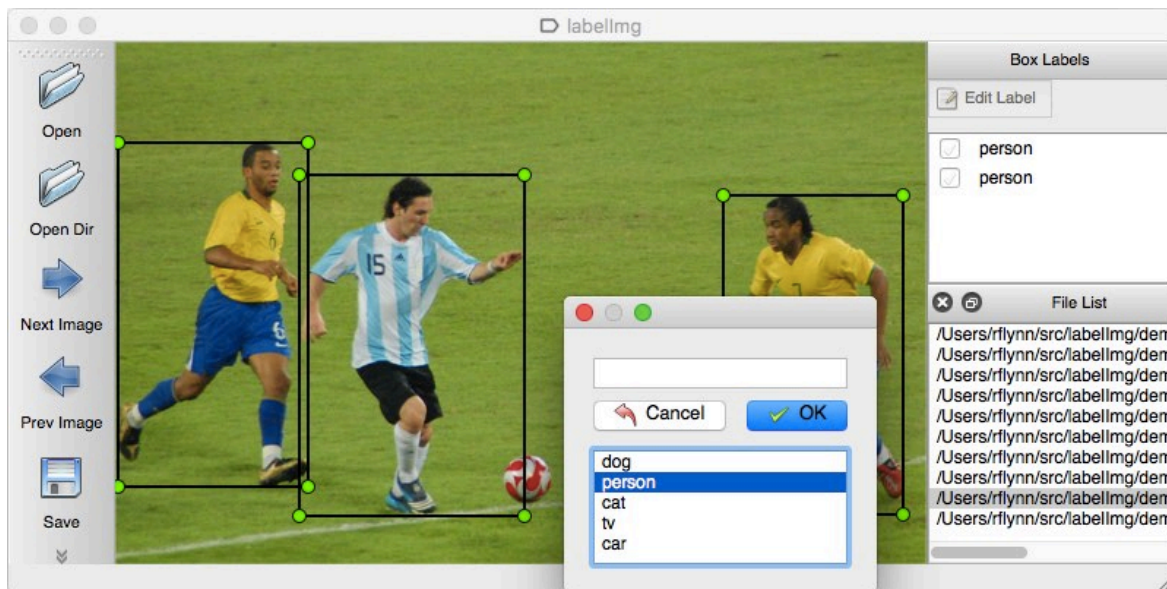 labelImg
Open
Open Dir
Next Image
Prev Image
Save
6
6
15
7
Box Labels
Edit Label
person
person
File List
/Users/rflynn/src/labelImg/dem
/Users/rflynn/src/labelImg/dem
/Users/rflynn/src/labelImg/dem
/Users/rflynn/src/labelImg/dem
/Users/rflynn/src/labelImg/dem
/Users/rflynn/src/labelImg/dem
/Users/rflynn/src/labelImg/dem
/Users/rflynn/src/labelImg/dem
/Users/rflynn/src/labelImg/dem
/Users/rflynn/src/labelImg/dem
Cancel
OK
dog
person
cat
tv
car